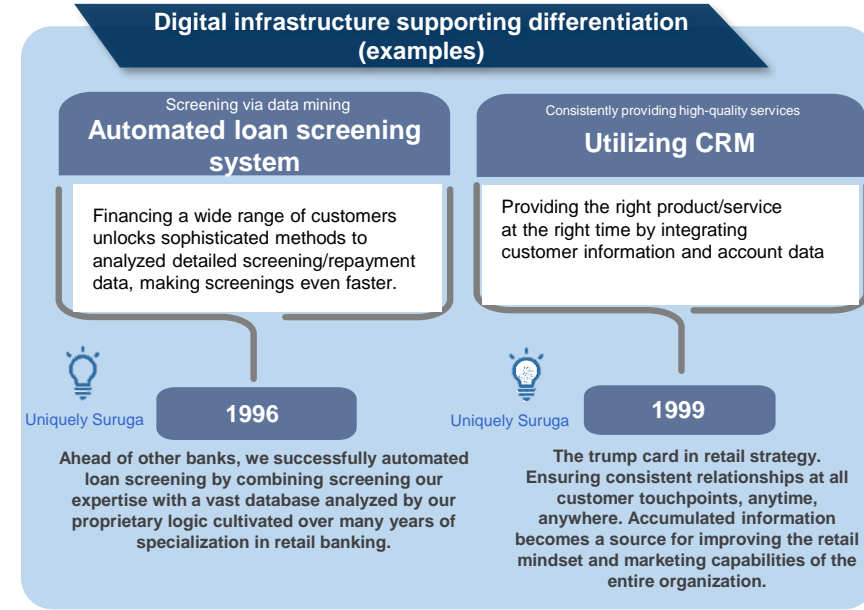 Digital infrastructure supporting differentiation
(examples)
Screening via data mining
Automated loan screening
system
Financing a wide range of customers
unlocks sophisticated methods to
analyzed detailed screening/repayment
data, making screenings even faster.
Uniquely Suruga
1996
Ahead of other banks, we successfully automated
loan screening by combining screening our
expertise with a vast database analyzed by our
proprietary logic cultivated over many years of
specialization in retail banking.
Consistently providing high-quality services
Utilizing CRM
Providing the right product/service
at the right time by integrating
customer information and account data
Uniquely Suruga
1999
The trump card in retail strategy.
Ensuring consistent relationships at all
customer touchpoints, anytime,
anywhere. Accumulated information
becomes a source for improving the retail
mindset and marketing capabilities of the
entire organization.